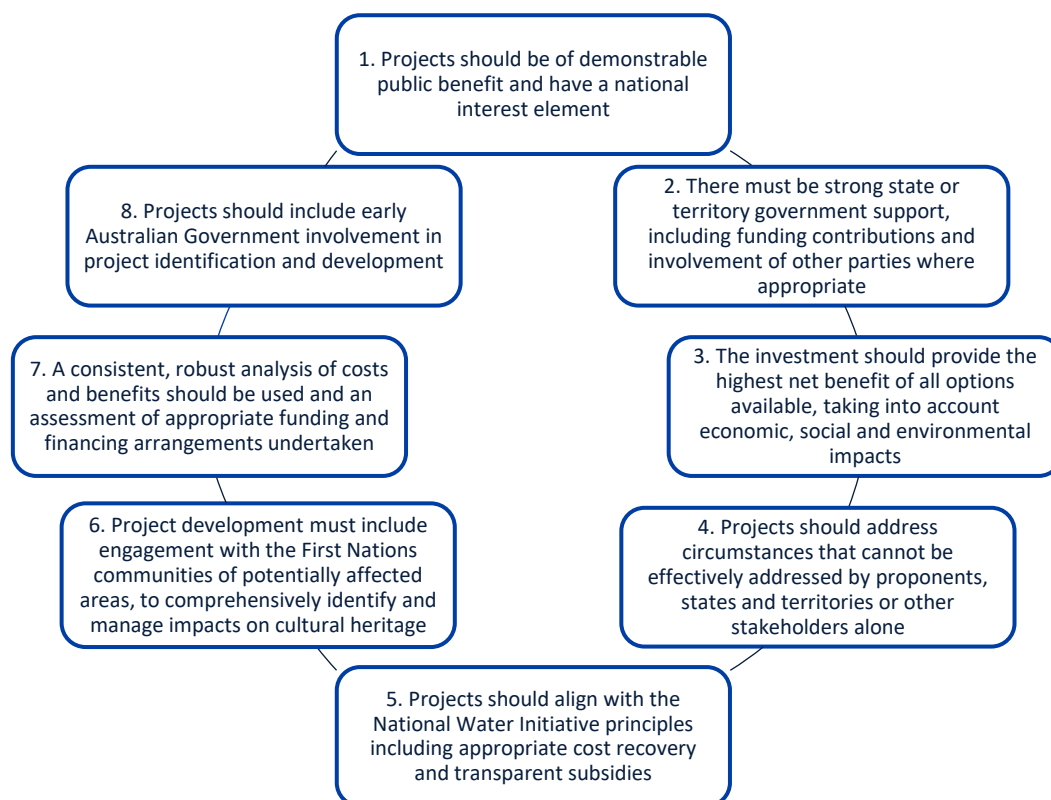 1. Projects should be of demonstrable
public benefit and have a national
interest element
2. There must be strong state or
territory government support,
including funding contributions and
involvement of other parties where
appropriate
3. The investment should provide the
highest net benefit of all options
available, taking into account
economic, social and environmental
impacts
4. Projects should address
circumstances that cannot be
effectively addressed by proponents,
states and territories or other
stakeholders alone
5. Projects should align with the
National Water Initiative principles
including appropriate cost recovery
and transparent subsidies
6. Project development must include
engagement with the First Nations
communities of potentially affected
areas, to comprehensively identify and
manage impacts on cultural heritage
7. A consistent, robust analysis of costs
and benefits should be used and an
assessment of appropriate funding and
financing arrangements undertaken
8. Projects should include early
Australian Government involvement in
project identification and development